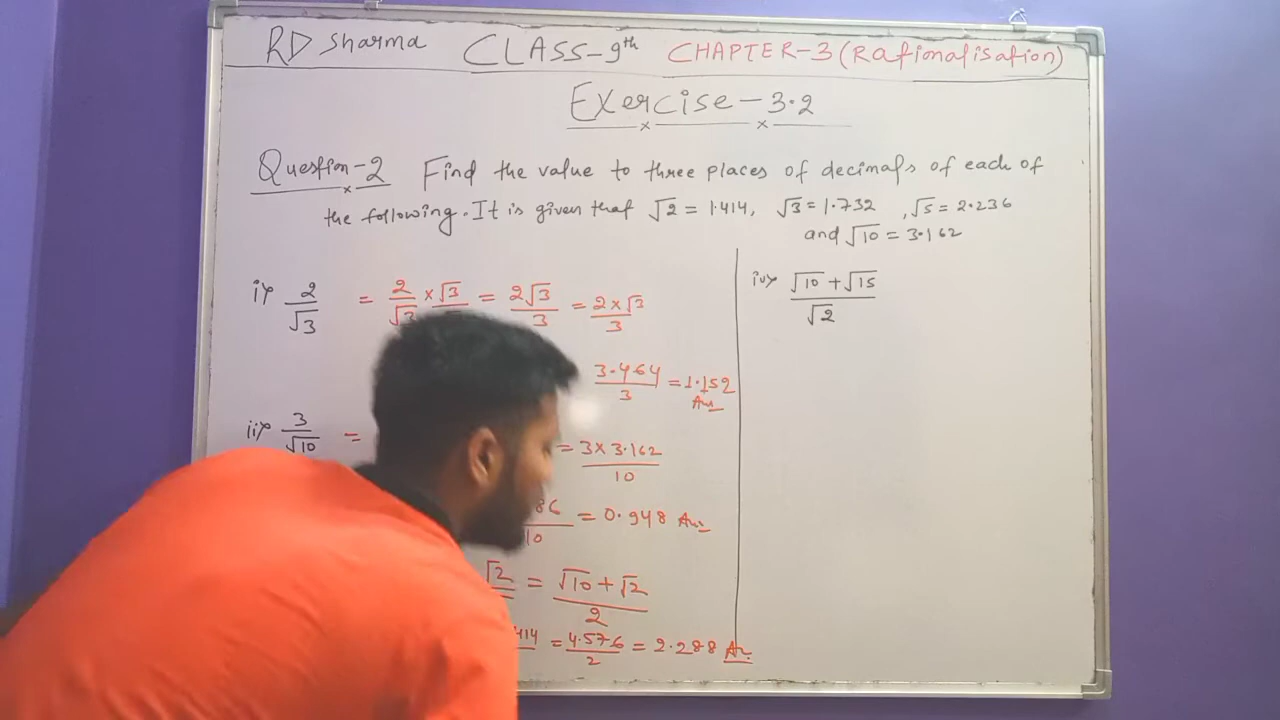 RD Sharma CLASS-9th CHAPTER-3 (Rationalisation)
Exercise-3.2
Question-2 Find the value to three places of decimals of each of
the following. It is given that √2 = 1.414, √3 = 1.732, √5 = 2.236
and √10 = 3.162
i) 2/√3 = 2/√3 × √3 = 2√3/3 = 2×√3/3
3.464/3 = 1.152 Ans
ii) 3/√10 = = 3×3.162/10
86/10 = 0.948 Ans
√2 = √10+√2/2
414 = 4.576/2 = 2.288 An.
iv) √10+√15/√2